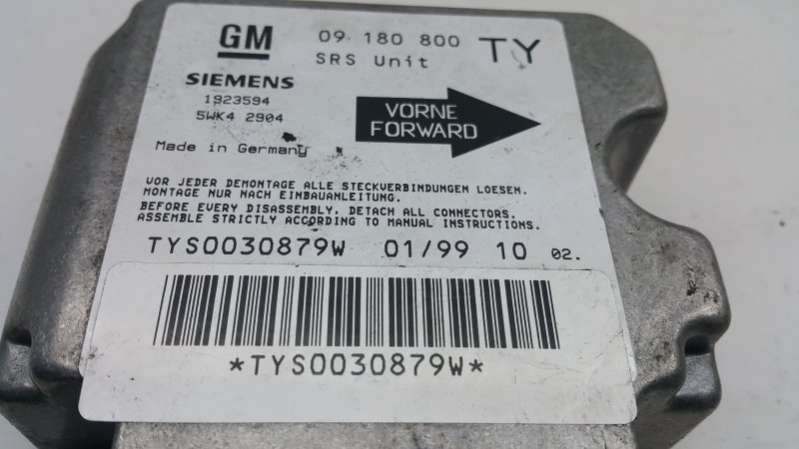 GM 09 180 800 TY
SRS Unit
SIEMENS
1923594
5WK4 2904
VORNE
FORWARD
Made in Germany
VOR JEDER DEMONTAGE ALLE STECKVERBINDUNGEN LOESEN.
MONTAGE NUR NACH EINBAUANLEITUNG.
BEFORE EVERY DISASSEMBLY, DETACH ALL CONNECTORS.
ASSEMBLE STRICTLY ACCORDING TO MANUAL INSTRUCTIONS.
TYS0030879W 01/99 10 02.
*TYS0030879W*